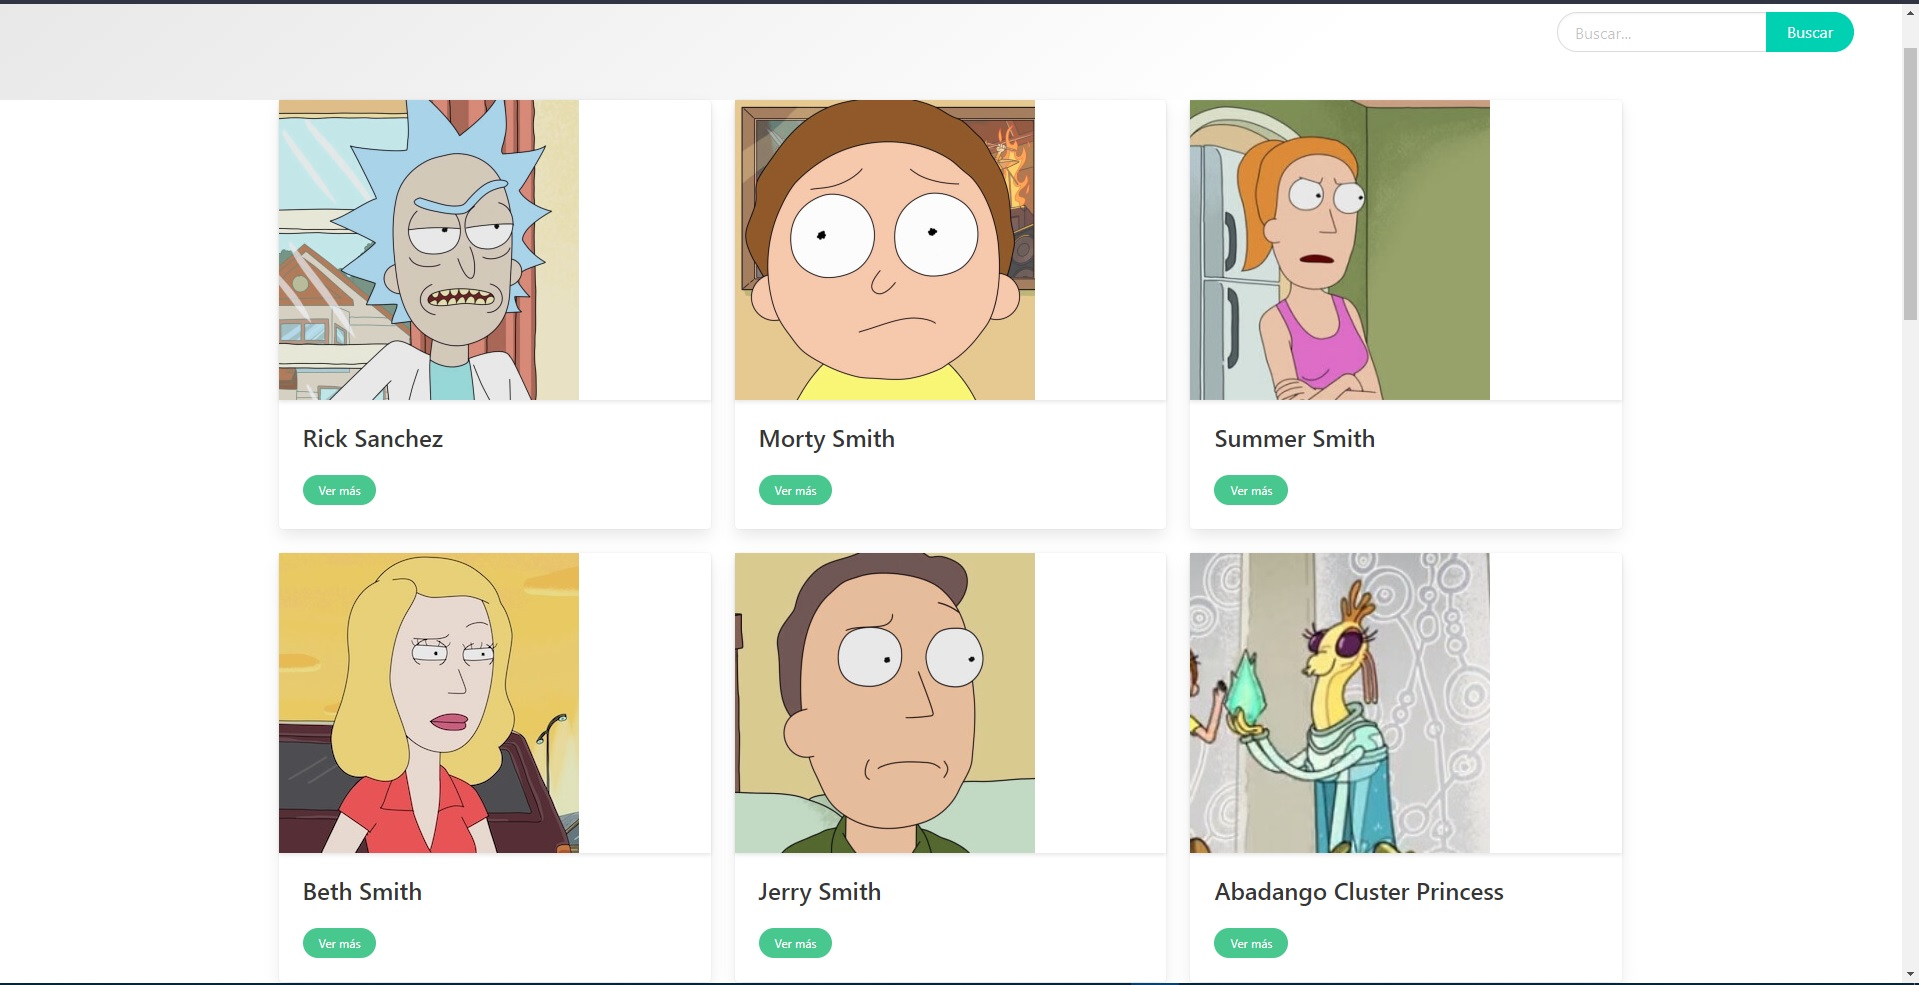 Buscar...
Buscar
Rick Sanchez
Morty Smith
Summer Smith
Ver más
Ver más
Ver más
Beth Smith
Jerry Smith
Abadango Cluster Princess
Ver más
Ver más
Ver más